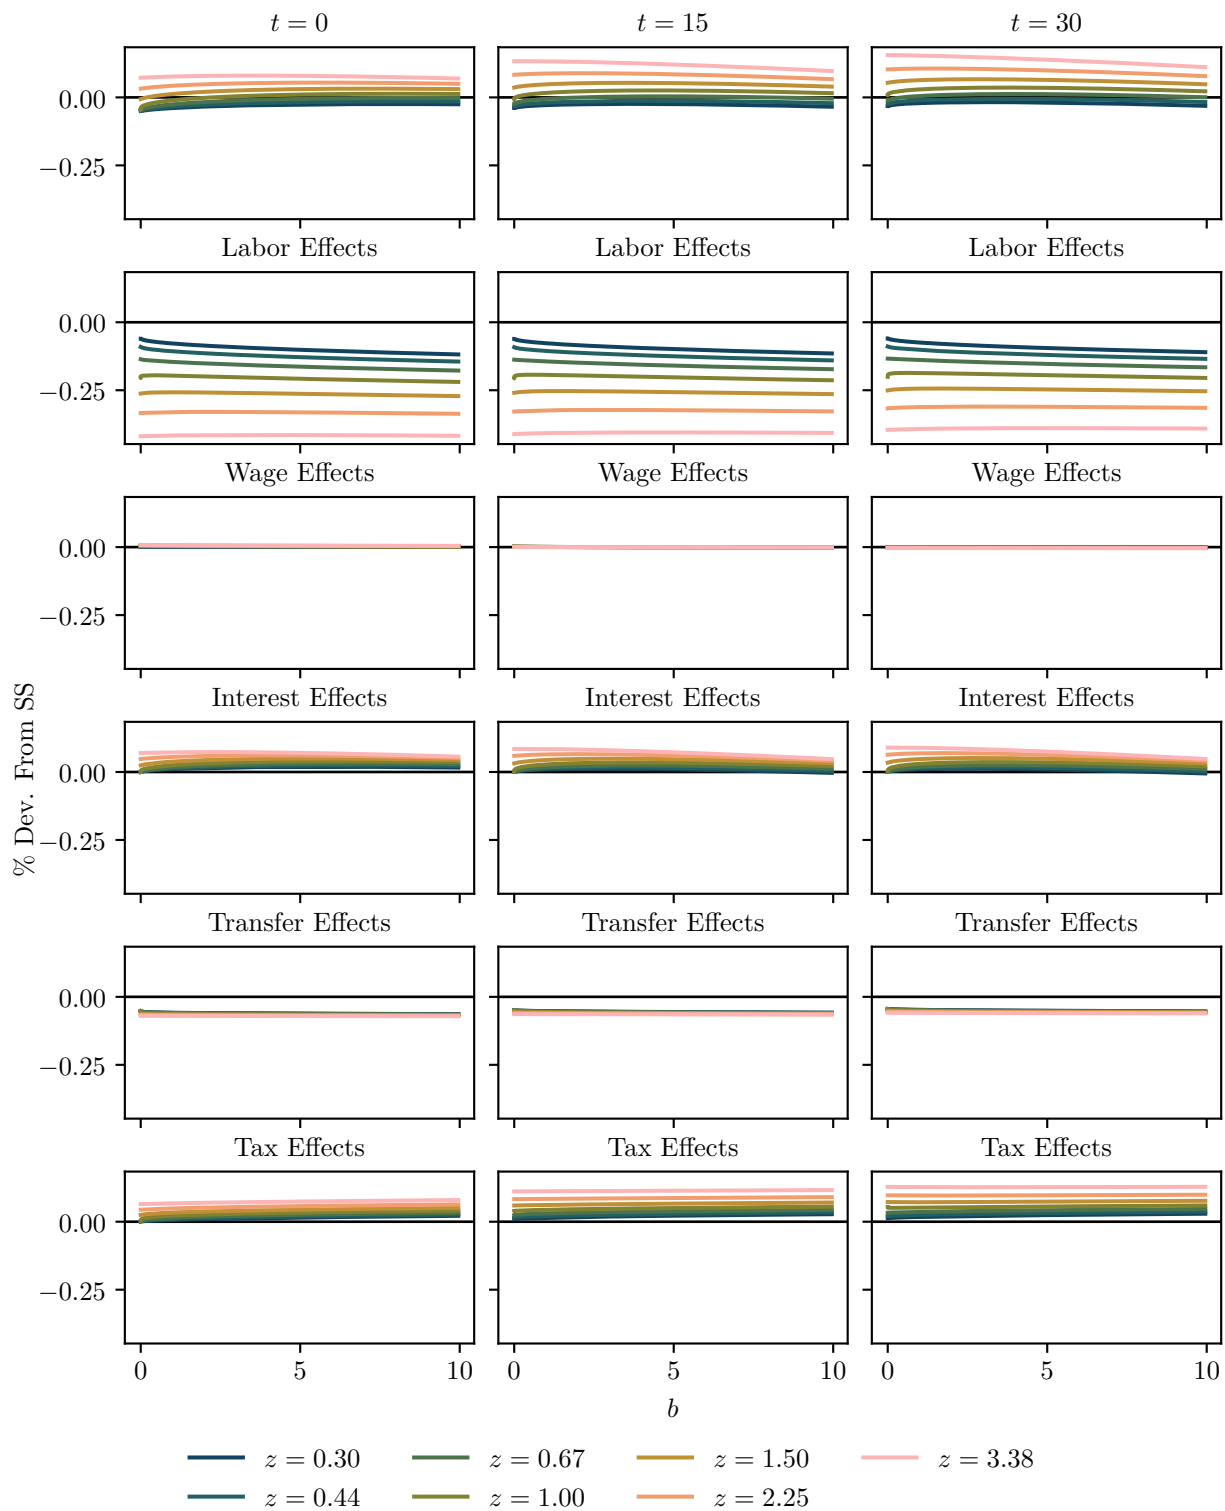 t = 0 t = 15 t = 30
0.00
−0.25
Labor Effects Labor Effects Labor Effects
0.00
−0.25
Wage Effects Wage Effects Wage Effects
0.00
−0.25
Interest Effects Interest Effects Interest Effects
0.00
−0.25
% Dev. From SS
Transfer Effects Transfer Effects Transfer Effects
0.00
−0.25
Tax Effects Tax Effects Tax Effects
0.00
−0.25
0 5 10 0 5 10 0 5 10
b
z = 0.30 z = 0.67 z = 1.50 z = 3.38
z = 0.44 z = 1.00 z = 2.25